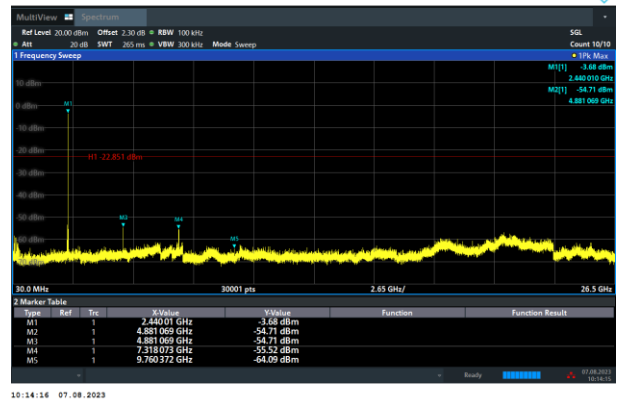 MultiView Spectrum
Ref Level 20.00 dBm Offset 2.30 dB RBW 100 kHz SGL
Att 20 dB SWT 265 ms VBW 300 kHz Mode Sweep Count 10/10
1 Frequency Sweep 1Pk Max
M1[1] -3.68 dBm
2.440 010 GHz
M2[1] -54.71 dBm
4.881 069 GHz
10 dBm
0 dBm
M1
-10 dBm
-20 dBm
H1 -22.851 dBm
-30 dBm
-40 dBm
-50 dBm
M3 M4
-60 dBm
M5
30.0 MHz 30001 pts 2.65 GHz/ 26.5 GHz
2 Marker Table
Type Ref Trc X-Value Y-Value Function Function Result
M1 1 2.440 01 GHz -3.68 dBm
M2 1 4.881 069 GHz -54.71 dBm
M3 1 4.881 069 GHz -54.71 dBm
M4 1 7.318 073 GHz -55.52 dBm
M5 1 9.760 372 GHz -64.09 dBm
Ready 07.08.2023
10:14:15
10:14:16 07.08.2023